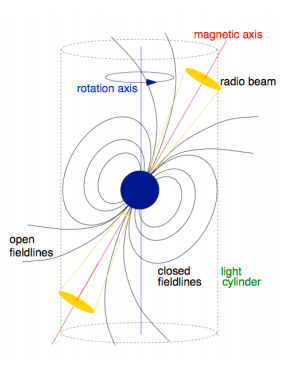 magnetic axis
radio beam
rotation axis
open
fieldlines
closed
fieldlines
light
cylinder